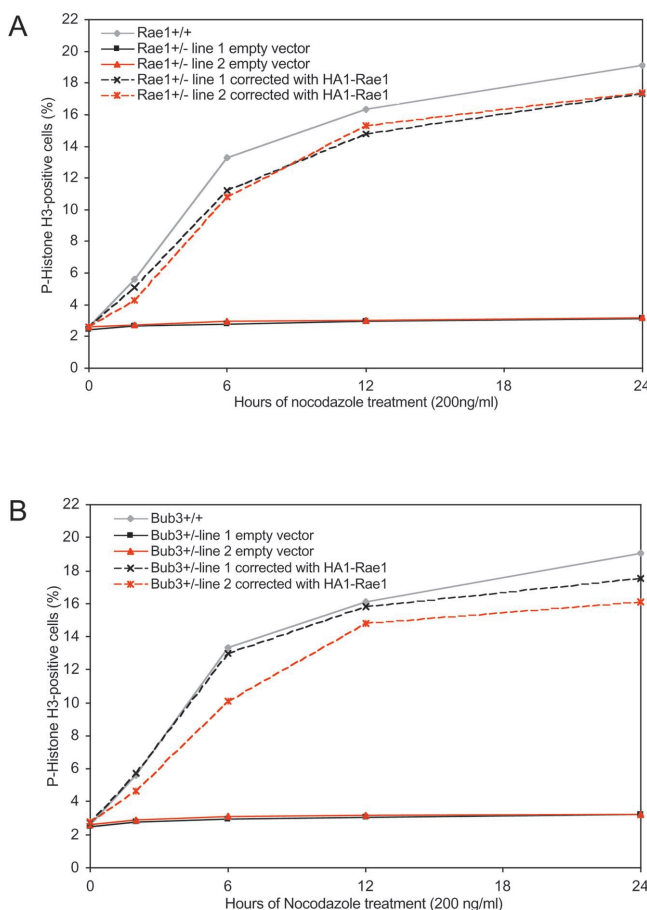 A
22
20
18
16
14
12
10
8
6
4
2
0
P-Histone H3-positive cells (%)
Rae1+/+
Rae1+/- line 1 empty vector
Rae1+/- line 2 empty vector
Rae1+/- line 1 corrected with HA1-Rae1
Rae1+/- line 2 corrected with HA1-Rae1
0 6 12 18 24
Hours of nocodazole treatment (200ng/ml)
B
22
20
18
16
14
12
10
8
6
4
2
0
P-Histone H3-positive cells (%)
Bub3+/+
Bub3+/-line 1 empty vector
Bub3+/-line 2 empty vector
Bub3+/-line 1 corrected with HA1-Rae1
Bub3+/-line 2 corrected with HA1-Rae1
0 6 12 18 24
Hours of Nocodazole treatment (200 ng/ml)